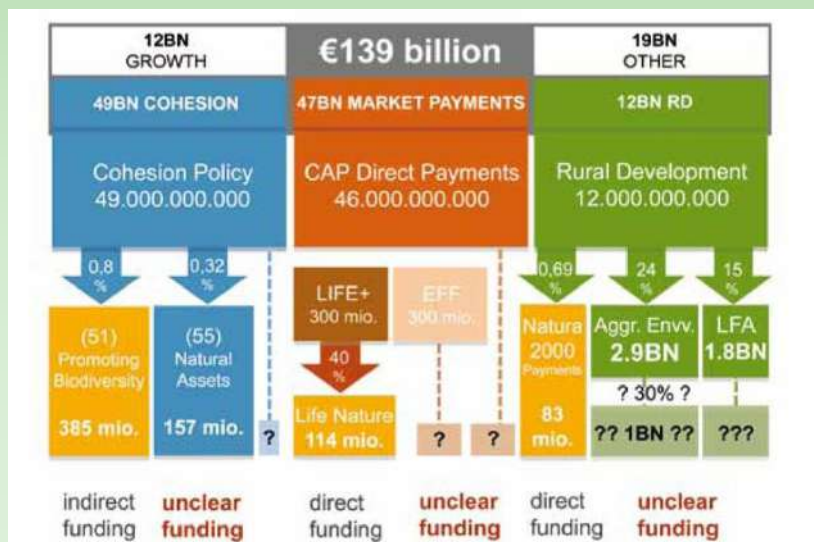 12BN
GROWTH
€139 billion
19BN
OTHER
49BN COHESION
47BN MARKET PAYMENTS
12BN RD
Cohesion Policy
49.000.000.000
CAP Direct Payments
46.000.000.000
Rural Development
12.000.000.000
0,8
%
0,32
%
LIFE+
300 mio.
EFF
300 mio.
0,69
%
24
%
15
%
(51)
Promoting
Biodiversity
385 mio.
(55)
Natural
Assets
157 mio.
?
40
%
Life Nature
114 mio.
?
?
Natura
2000
Payments
83
mio.
Aggr. Envv.
2.9BN
LFA
1.8BN
? 30% ?
?? 1BN ??
???
indirect
funding
unclear
funding
direct
funding
unclear
funding
direct
funding
unclear
funding